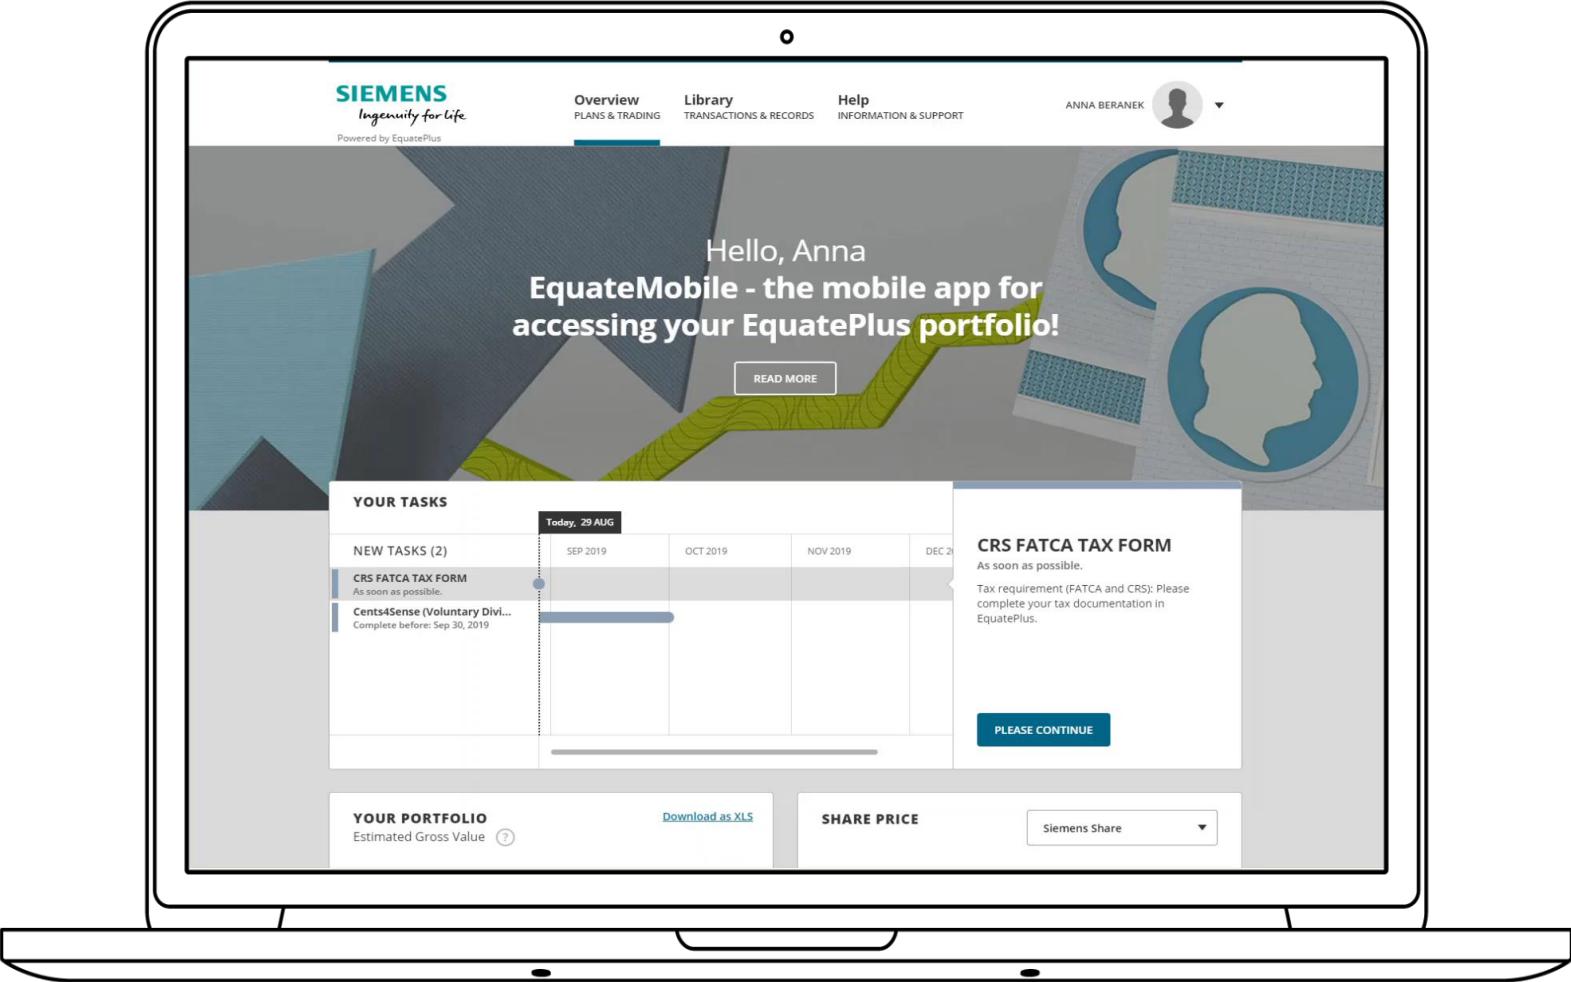 SIEMENS
Ingenuity for life
Powered by EquatePlus
Overview
PLANS & TRADING
Library
TRANSACTIONS & RECORDS
Help
INFORMATION & SUPPORT
ANNA BERANEK
Hello, Anna
EquateMobile - the mobile app for
accessing your EquatePlus portfolio!
READ MORE
YOUR TASKS
Today, 29 AUG
NEW TASKS (2)
SEP 2019
OCT 2019
NOV 2019
DEC 20
CRS FATCA TAX FORM
As soon as possible.
Cents4Sense (Voluntary Divi...
Complete before: Sep 30, 2019
CRS FATCA TAX FORM
As soon as possible.
Tax requirement (FATCA and CRS): Please
complete your tax documentation in
EquatePlus.
PLEASE CONTINUE
YOUR PORTFOLIO
Estimated Gross Value ?
Download as XLS
SHARE PRICE
Siemens Share